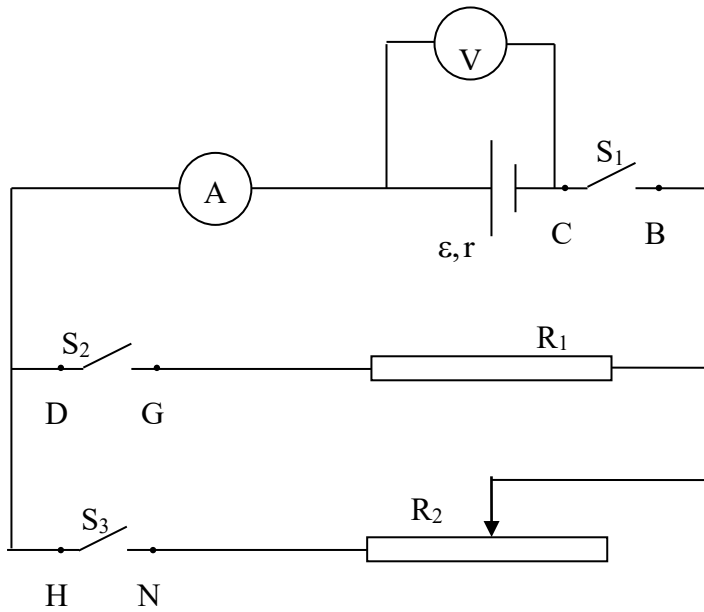 V
S₁
A
C B
ε, r
S₂ R₁
D G
S₃ R₂
H N